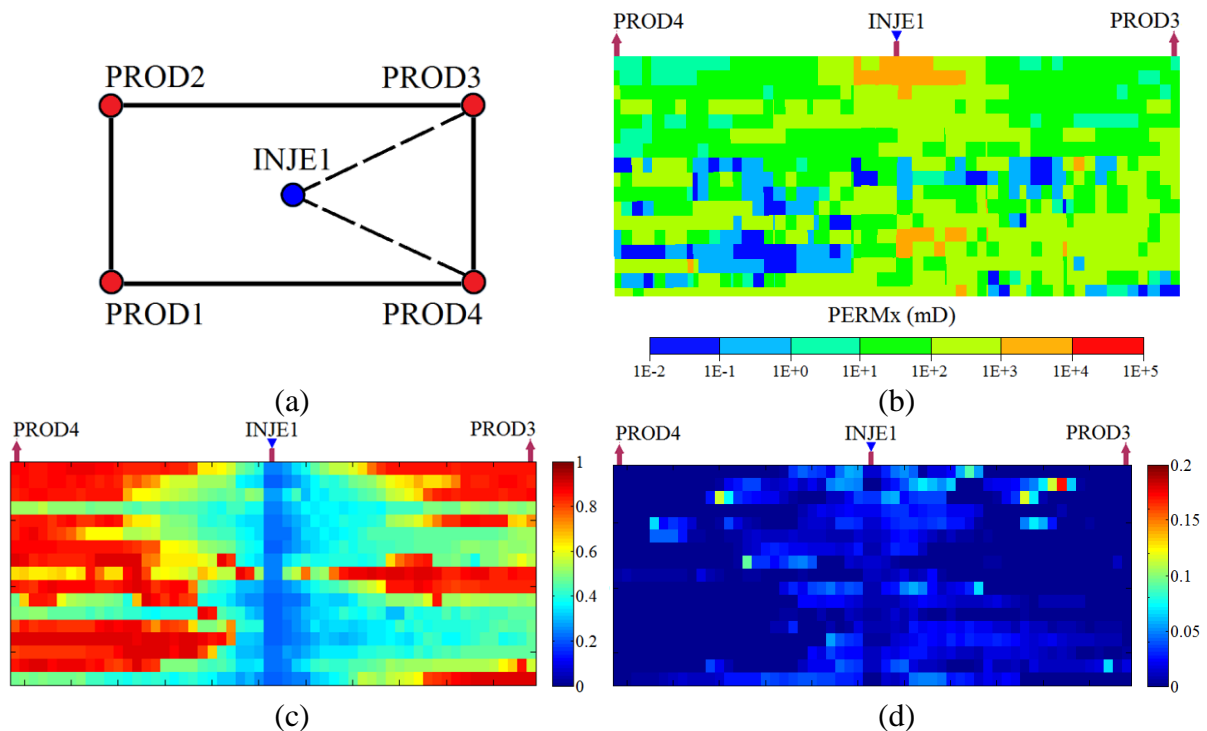 PROD2 PROD3
INJE1
PROD1 PROD4
(a)
PROD4 INJE1 PROD3
PERMx (mD)
1E-2 1E-1 1E+0 1E+1 1E+2 1E+3 1E+4 1E+5
(b)
PROD4 INJE1 PROD3
1
0.8
0.6
0.4
0.2
0
(c)
PROD4 INJE1 PROD3
0.2
0.15
0.1
0.05
0
(d)